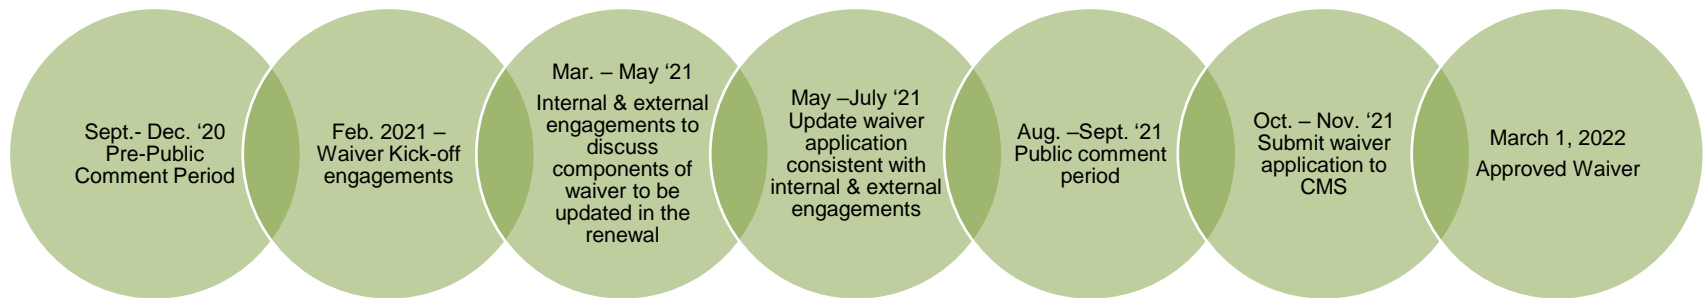 Sept.- Dec. ‘20
Pre-Public
Comment Period
Feb. 2021 –
Waiver Kick-off
engagements
Mar. – May ‘21
Internal & external
engagements to
discuss
components of
waiver to be
updated in the
renewal
May –July ‘21
Update waiver
application
consistent with
internal & external
engagements
Aug. –Sept. ‘21
Public comment
period
Oct. – Nov. ‘21
Submit waiver
application to
CMS
March 1, 2022
Approved Waiver